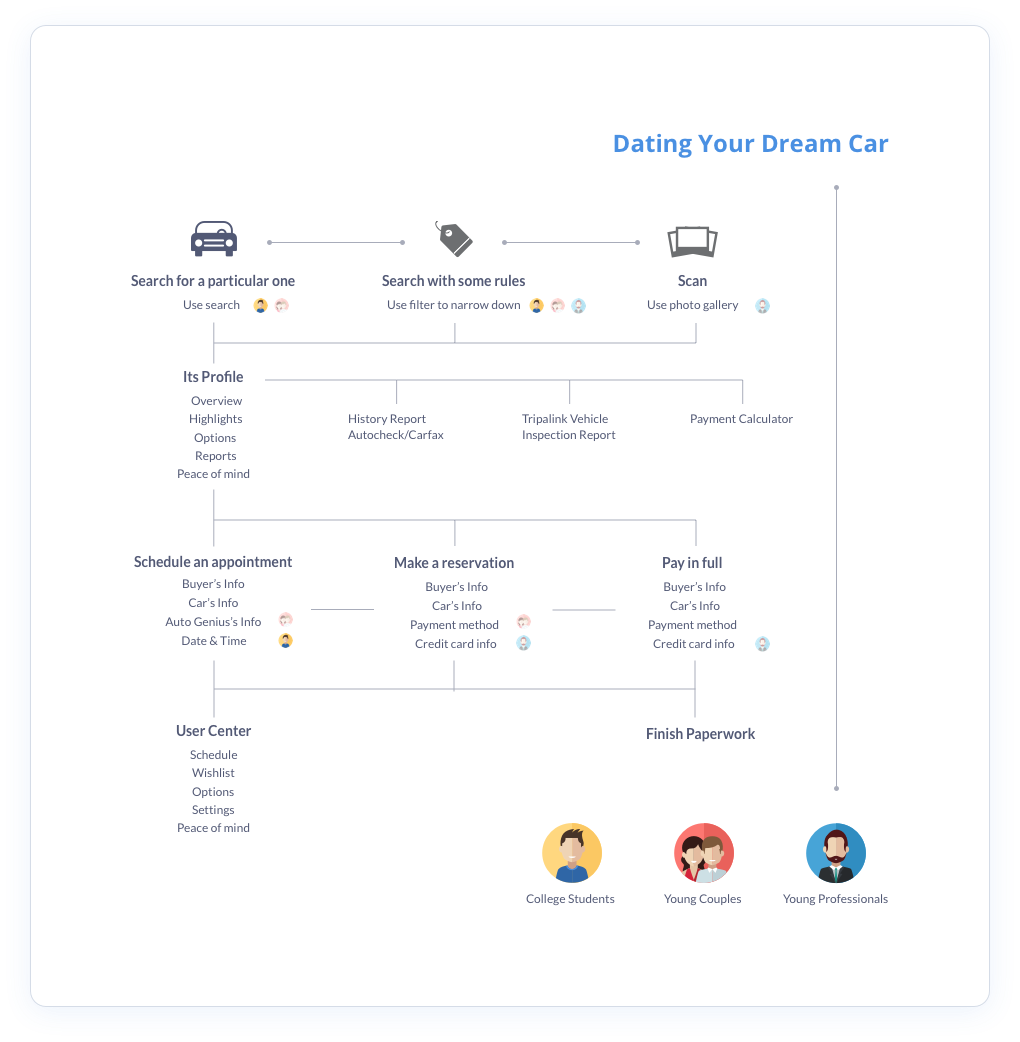 Dating Your Dream Car
Search for a particular one
Use search
Search with some rules
Use filter to narrow down
Scan
Use photo gallery
Its Profile
Overview
Highlights
Options
Reports
Peace of mind
History Report
Autocheck/Carfax
Tripalink Vehicle
Inspection Report
Payment Calculator
Schedule an appointment
Buyer's Info
Car's Info
Auto Genius's Info
Date & Time
Make a reservation
Buyer's Info
Car's Info
Payment method
Credit card info
Pay in full
Buyer's Info
Car's Info
Payment method
Credit card info
User Center
Schedule
Wishlist
Options
Settings
Peace of mind
Finish Paperwork
College Students
Young Couples
Young Professionals